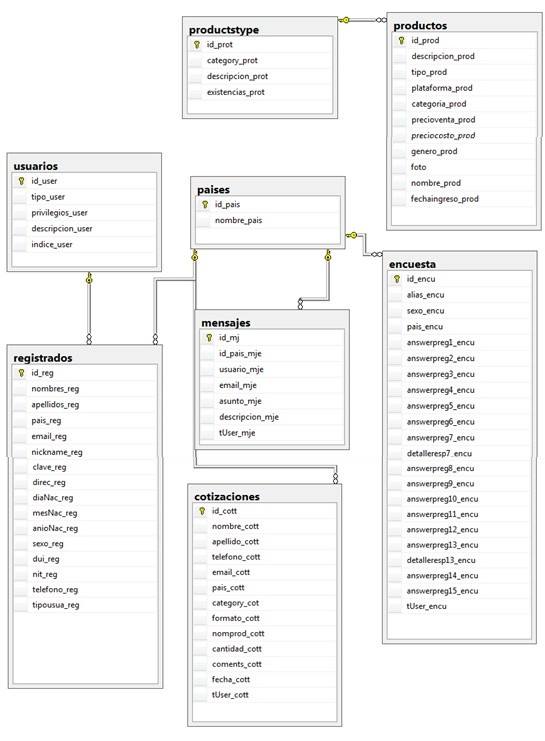 productstype
id_prot
category_prot
descripcion_prot
existencias_prot
productos
id_prod
descripcion_prod
tipo_prod
plataforma_prod
categoria_prod
precioventa_prod
preciocosto_prod
genero_prod
foto
nombre_prod
fechaingreso_prod
usuarios
id_user
tipo_user
privilegios_user
descripcion_user
indice_user
paises
id_pais
nombre_pais
encuesta
id_encu
alias_encu
sexo_encu
pais_encu
answerpreg1_encu
answerpreg2_encu
answerpreg3_encu
answerpreg4_encu
answerpreg5_encu
answerpreg6_encu
answerpreg7_encu
detalleresp7_encu
answerpreg8_encu
answerpreg9_encu
answerpreg10_encu
answerpreg11_encu
answerpreg12_encu
answerpreg13_encu
detalleresp13_encu
answerpreg14_encu
answerpreg15_encu
tUser_encu
mensajes
id_mj
id_pais_mje
usuario_mje
email_mje
asunto_mje
descripcion_mje
tUser_mje
registrados
id_reg
nombres_reg
apellidos_reg
pais_reg
email_reg
nickname_reg
clave_reg
direc_reg
diaNac_reg
mesNac_reg
anioNac_reg
sexo_reg
dui_reg
nit_reg
telefono_reg
tipousua_reg
cotizaciones
id_cott
nombre_cott
apellido_cott
telefono_cott
email_cott
pais_cott
category_cot
formato_cott
nomprod_cott
cantidad_cott
coments_cott
fecha_cott
tUser_cott